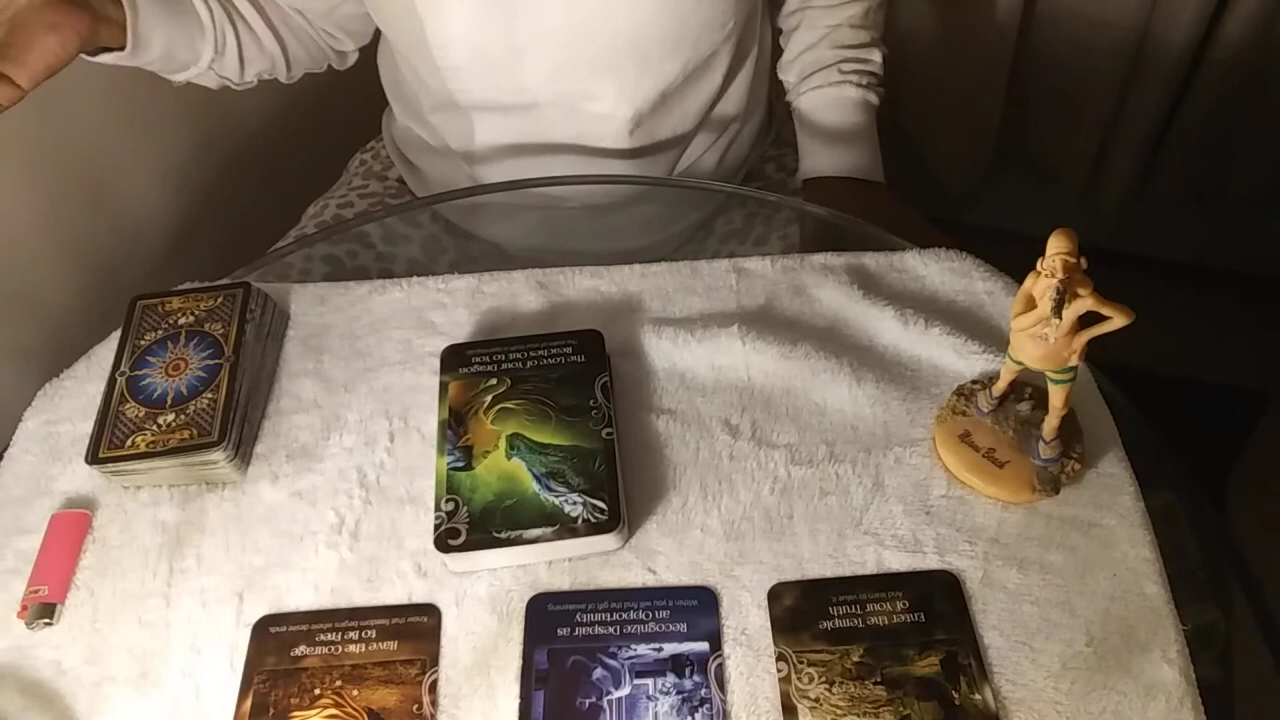 The Love of Your Dragon
Reaches Out to You
Have the Courage
to Be Free
Know that freedom begins where desire ends.
Recognize Despair as
an Opportunity
Within it you will find the gift of awakening.
Enter the Temple
of Your Truth
And learn to value it.
Miami Beach